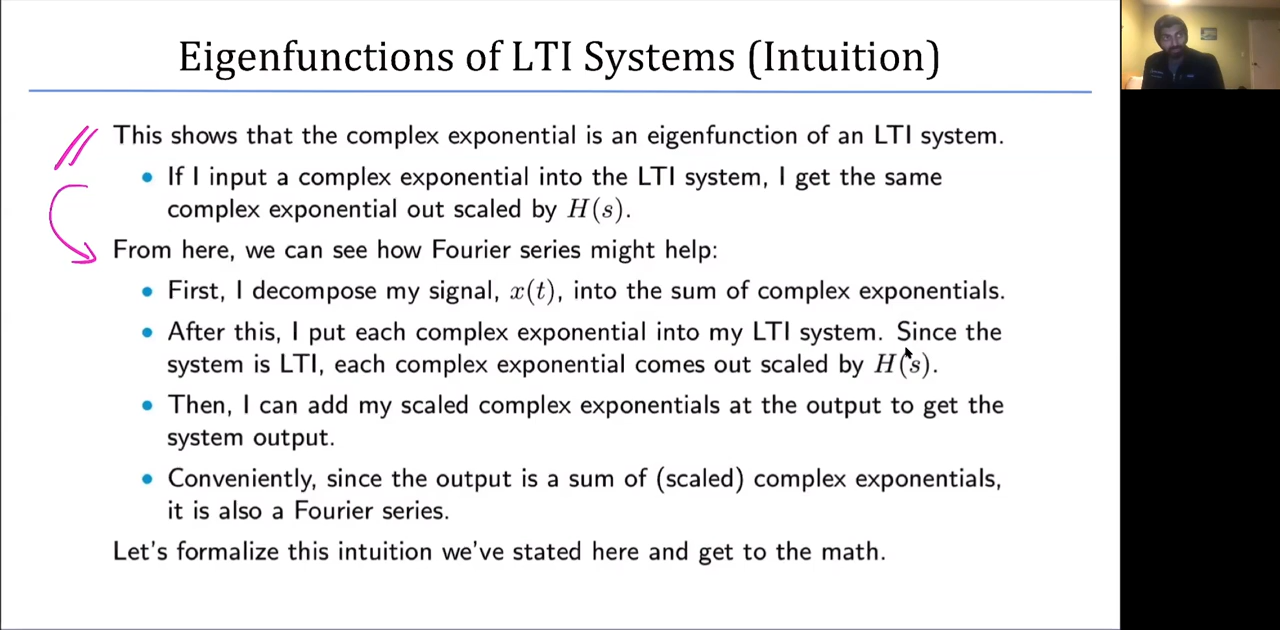 Eigenfunctions of LTI Systems (Intuition)
This shows that the complex exponential is an eigenfunction of an LTI system.
• If I input a complex exponential into the LTI system, I get the same
complex exponential out scaled by H(s).
From here, we can see how Fourier series might help:
• First, I decompose my signal, x(t), into the sum of complex exponentials.
• After this, I put each complex exponential into my LTI system. Since the
system is LTI, each complex exponential comes out scaled by H(s).
• Then, I can add my scaled complex exponentials at the output to get the
system output.
• Conveniently, since the output is a sum of (scaled) complex exponentials,
it is also a Fourier series.
Let's formalize this intuition we've stated here and get to the math.